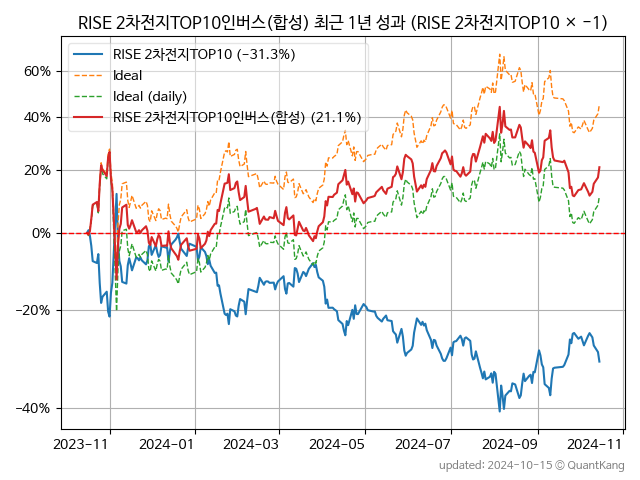 RISE 2차전지TOP10인버스(합성) 최근 1년 성과 (RISE 2차전지TOP10 × −1)
RISE 2차전지TOP10 (−31.3%)
Ideal
Ideal (daily)
RISE 2차전지TOP10인버스(합성) (21.1%)
60%
40%
20%
0%
−20%
−40%
2023−11
2024−01
2024−03
2024−05
2024−07
2024−09
2024−11
updated: 2024-10-15 © QuantKang